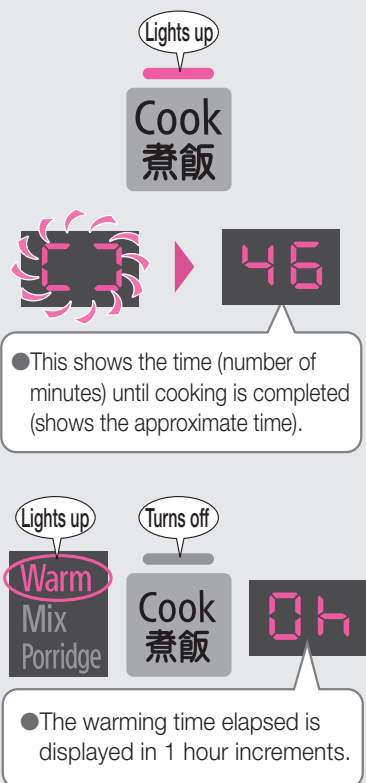 Lights up
Cook
煮飯
46
●This shows the time (number of
minutes) until cooking is completed
(shows the approximate time).
Lights up
Turns off
Warm
Mix
Porridge
Cook
煮飯
0h
●The warming time elapsed is
displayed in 1 hour increments.